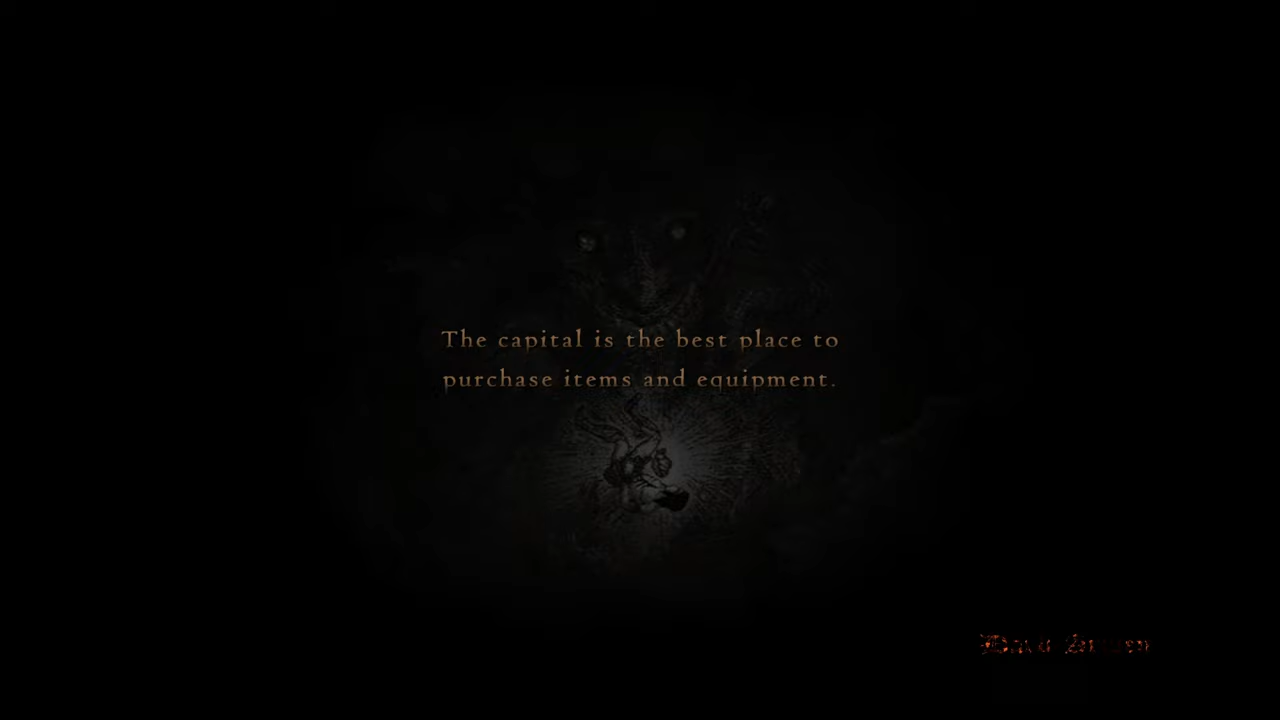 The capital is the best place to
purchase items and equipment.